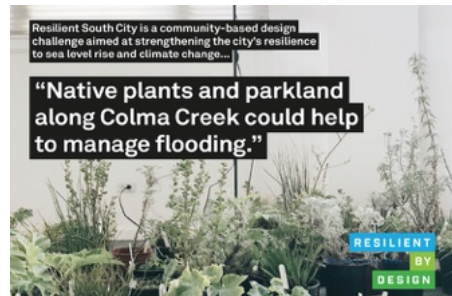 Resilient South City is a community-based design
challenge aimed at strengthening the city's resilience
to sea level rise and climate change...
“Native plants and parkland
along Colma Creek could help
to manage flooding.”
RESILIENT
BY
DESIGN